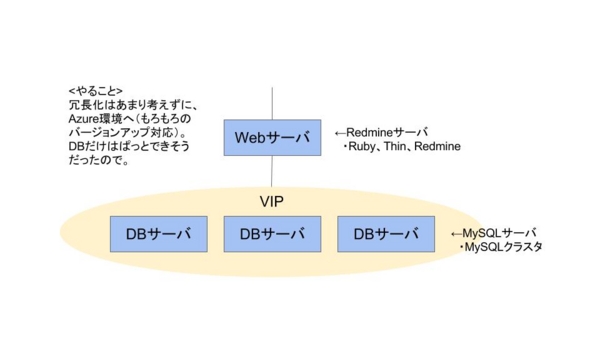 <やること>
冗長化はあまり考えずに、
Azure環境へ(もろもろの
バージョンアップ対応)。
DBだけはぱっとできそう
だったので。
Webサーバ
←Redmineサーバ
・Ruby、Thin、Redmine
VIP
DBサーバ
DBサーバ
DBサーバ
←MySQLサーバ
・MySQLクラスタ